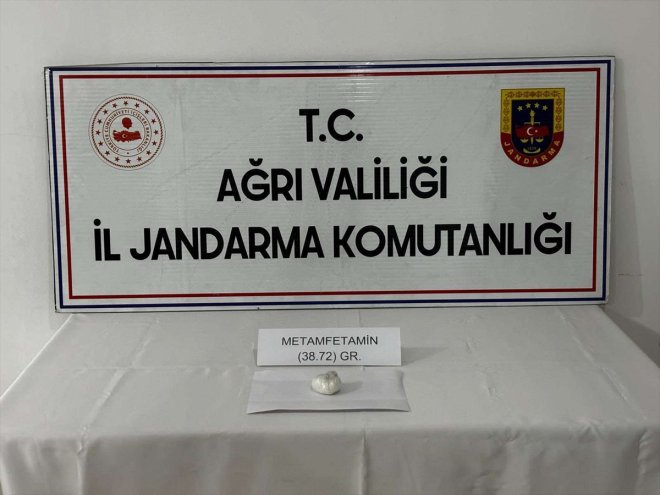 T.C.
AĞRI VALİLİĞİ
İL JANDARMA KOMUTANLIĞI
JANDARMA
METAMFETAMİN
(38.72) GR.